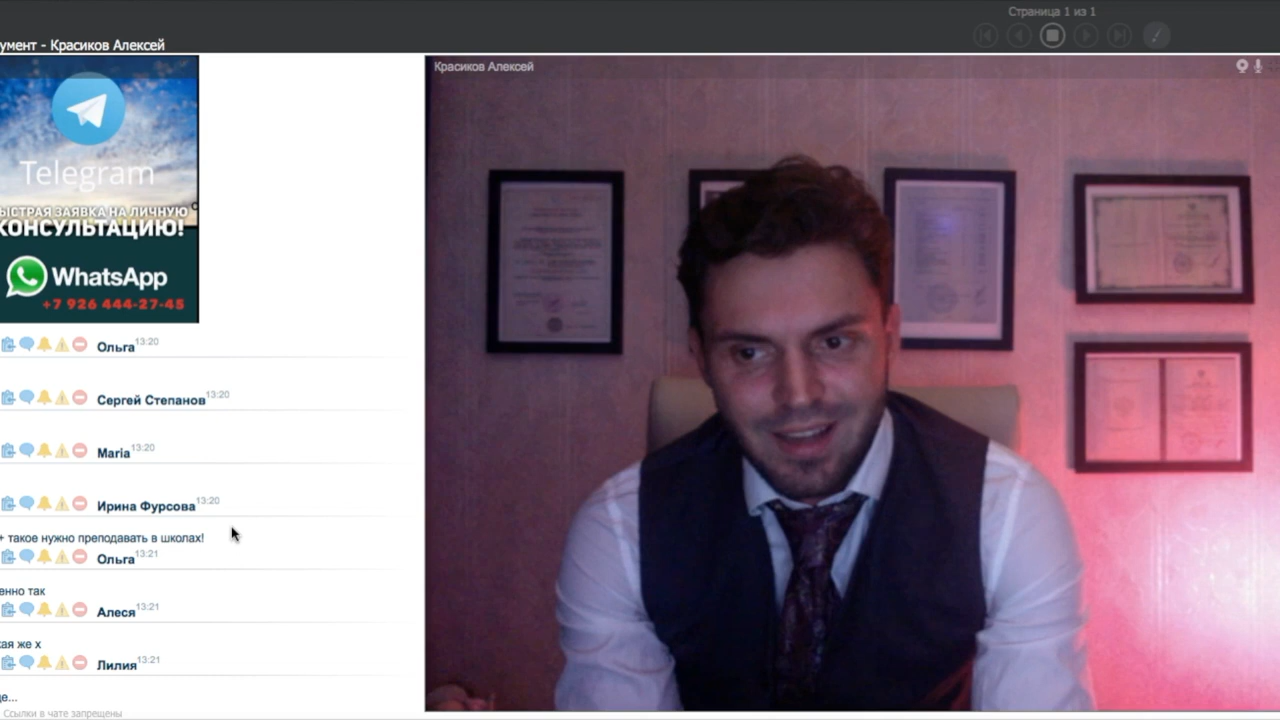 Страница 1 из 1
умент - Красиков Алексей
Красиков Алексей
Telegram
ЫСТРАЯ ЗАЯВКА НА ЛИЧНУЮ
КОНСУЛЬТАЦИЮ!
WhatsApp
+7 926 444-27-45
Ольга 13:20
Сергей Степанов 13:20
Maria 13:20
Ирина Фурсова 13:20
+ такое нужно преподавать в школах!
Ольга 13:21
енно так
Алеся 13:21
кая же х
Лилия 13:21
це...
Ссылки в чате запрещены